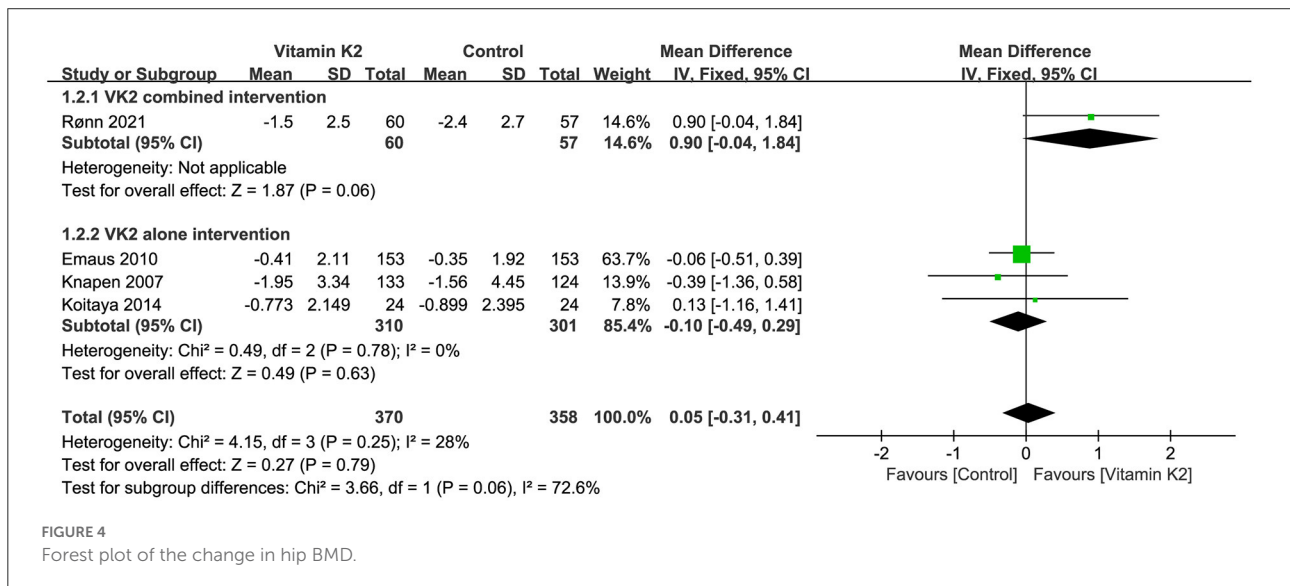 Vitamin K2 Control Mean Difference Mean Difference
Study or Subgroup Mean SD Total Mean SD Total Weight IV, Fixed, 95% CI IV, Fixed, 95% CI
1.2.1 VK2 combined intervention
Rønn 2021 -1.5 2.5 60 -2.4 2.7 57 14.6% 0.90 [-0.04, 1.84]
Subtotal (95% CI) 60 57 14.6% 0.90 [-0.04, 1.84]
Heterogeneity: Not applicable
Test for overall effect: Z = 1.87 (P = 0.06)
1.2.2 VK2 alone intervention
Emaus 2010 -0.41 2.11 153 -0.35 1.92 153 63.7% -0.06 [-0.51, 0.39]
Knapen 2007 -1.95 3.34 133 -1.56 4.45 124 13.9% -0.39 [-1.36, 0.58]
Koitaya 2014 -0.773 2.149 24 -0.899 2.395 24 7.8% 0.13 [-1.16, 1.41]
Subtotal (95% CI) 310 301 85.4% -0.10 [-0.49, 0.29]
Heterogeneity: Chi² = 0.49, df = 2 (P = 0.78); I² = 0%
Test for overall effect: Z = 0.49 (P = 0.63)
Total (95% CI) 370 358 100.0% 0.05 [-0.31, 0.41]
Heterogeneity: Chi² = 4.15, df = 3 (P = 0.25); I² = 28%
Test for overall effect: Z = 0.27 (P = 0.79)
Test for subgroup differences: Chi² = 3.66, df = 1 (P = 0.06), I² = 72.6%
-2 -1 0 1 2
Favours [Control] Favours [Vitamin K2]
FIGURE 4
Forest plot of the change in hip BMD.